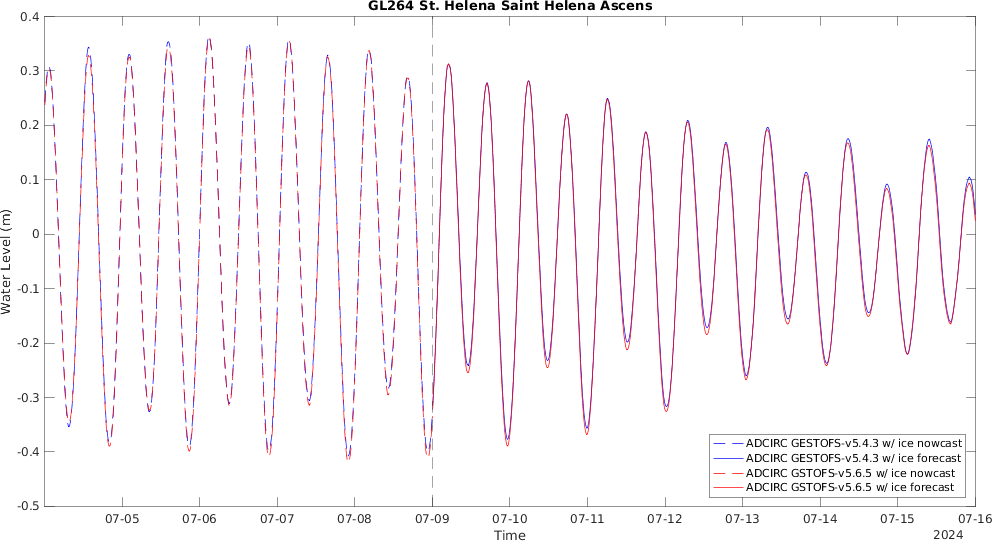 GL264 St. Helena Saint Helena Ascens
0.4
0.3
0.2
0.1
0
-0.1
-0.2
-0.3
-0.4
-0.5
Water Level (m)
ADCIRC GESTOFS-v5.4.3 w/ ice nowcast
ADCIRC GESTOFS-v5.4.3 w/ ice forecast
ADCIRC GSTOFS-v5.6.5 w/ ice nowcast
ADCIRC GSTOFS-v5.6.5 w/ ice forecast
07-05 07-06 07-07 07-08 07-09 07-10 07-11 07-12 07-13 07-14 07-15 07-16
Time
2024